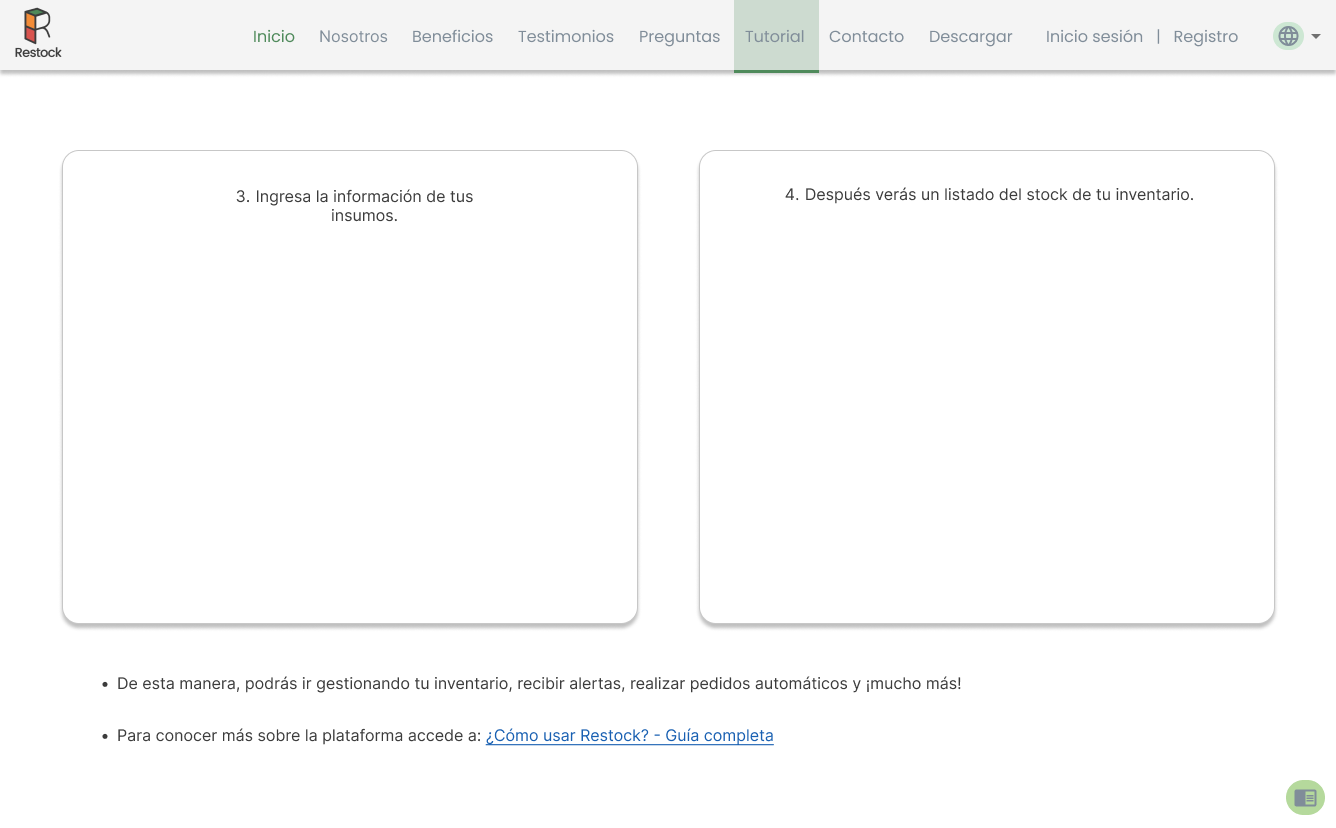 Restock
Inicio Nosotros Beneficios Testimonios Preguntas Tutorial Contacto Descargar Inicio sesión | Registro
3. Ingresa la información de tus
insumos.
4. Después verás un listado del stock de tu inventario.
• De esta manera, podrás ir gestionando tu inventario, recibir alertas, realizar pedidos automáticos y ¡mucho más!
• Para conocer más sobre la plataforma accede a: ¿Cómo usar Restock? - Guía completa